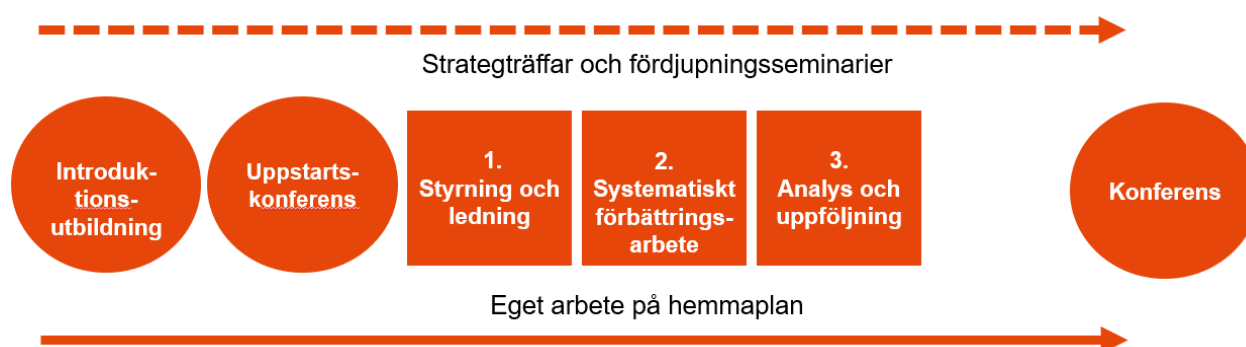 Strategträffar och fördjupningsseminarier
Introduk-
tions-
utbildning
Uppstarts-
konferens
1.
Styrning och
ledning
2.
Systematiskt
förbättrings-
arbete
3.
Analys och
uppföljning
Konferens
Eget arbete på hemmaplan